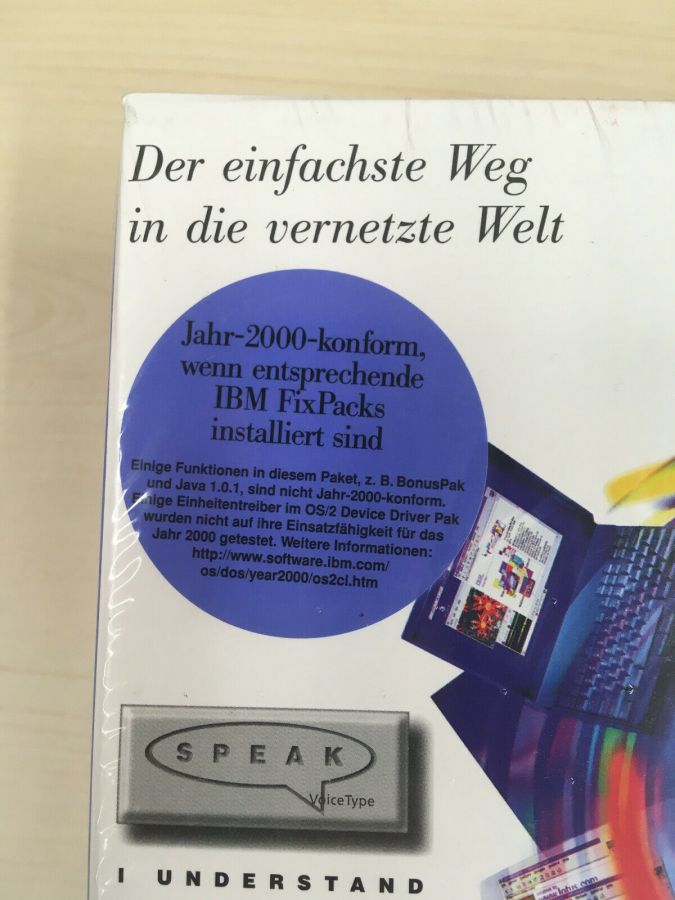 Der einfachste Weg
in die vernetzte Welt
Jahr-2000-konform,
wenn entsprechende
IBM FixPacks
installiert sind
Einige Funktionen in diesem Paket, z. B. BonusPak
und Java 1.0.1, sind nicht Jahr-2000-konform.
Einige Einheitentreiber im OS/2 Device Driver Pak
wurden nicht auf ihre Einsatzfähigkeit für das
Jahr 2000 getestet. Weitere Informationen:
http://www.software.ibm.com/
os/dos/year2000/os2cl.htm
SPEAK
VoiceType
I UNDERSTAND
www.lotus.com